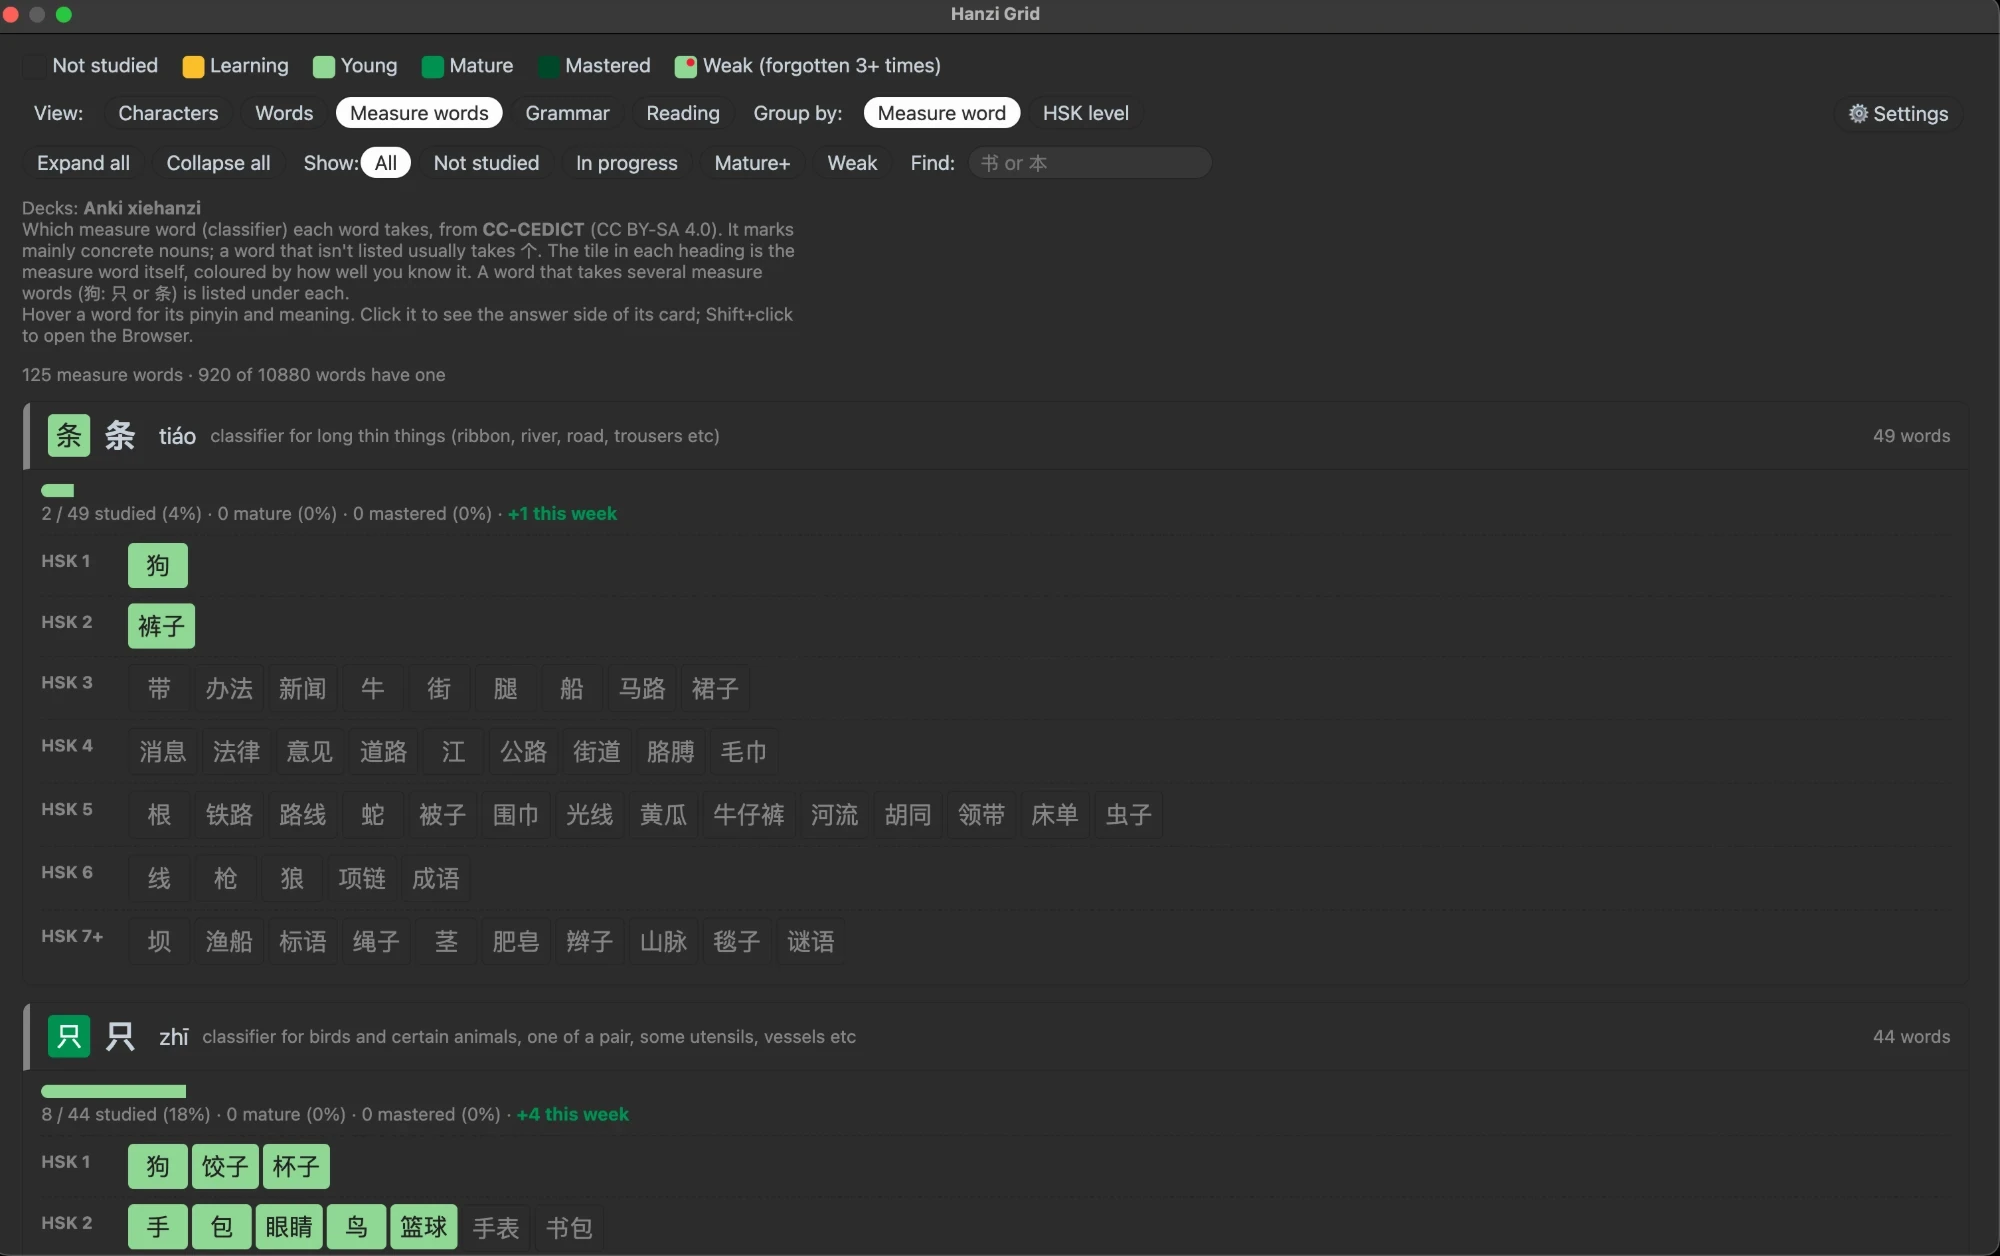 Hanzi Grid
Not studied Learning Young Mature Mastered Weak (forgotten 3+ times)
View: Characters Words Measure words Grammar Reading Group by: Measure word HSK level Settings
Expand all Collapse all Show: All Not studied In progress Mature+ Weak Find: 书 or 本
Decks: Anki xiehanzi
Which measure word (classifier) each word takes, from CC-CEDICT (CC BY-SA 4.0). It marks
mainly concrete nouns; a word that isn't listed usually takes 个. The tile in each heading is the
measure word itself, coloured by how well you know it. A word that takes several measure
words (狗: 只 or 条) is listed under each.
Hover a word for its pinyin and meaning. Click it to see the answer side of its card; Shift+click
to open the Browser.
125 measure words · 920 of 10880 words have one
条 条 tiáo classifier for long thin things (ribbon, river, road, trousers etc) 49 words
2 / 49 studied (4%) · 0 mature (0%) · 0 mastered (0%) · +1 this week
HSK 1 狗
HSK 2 裤子
HSK 3 带 办法 新闻 牛 街 腿 船 马路 裙子
HSK 4 消息 法律 意见 道路 江 公路 街道 胳膊 毛巾
HSK 5 根 铁路 路线 蛇 被子 围巾 光线 黄瓜 牛仔裤 河流 胡同 领带 床单 虫子
HSK 6 线 枪 狼 项链 成语
HSK 7+ 坝 渔船 标语 绳子 茎 肥皂 辫子 山脉 毯子 谜语
只 只 zhī classifier for birds and certain animals, one of a pair, some utensils, vessels etc 44 words
8 / 44 studied (18%) · 0 mature (0%) · 0 mastered (0%) · +4 this week
HSK 1 狗 饺子 杯子
HSK 2 手 包 眼睛 鸟 篮球 手表 书包